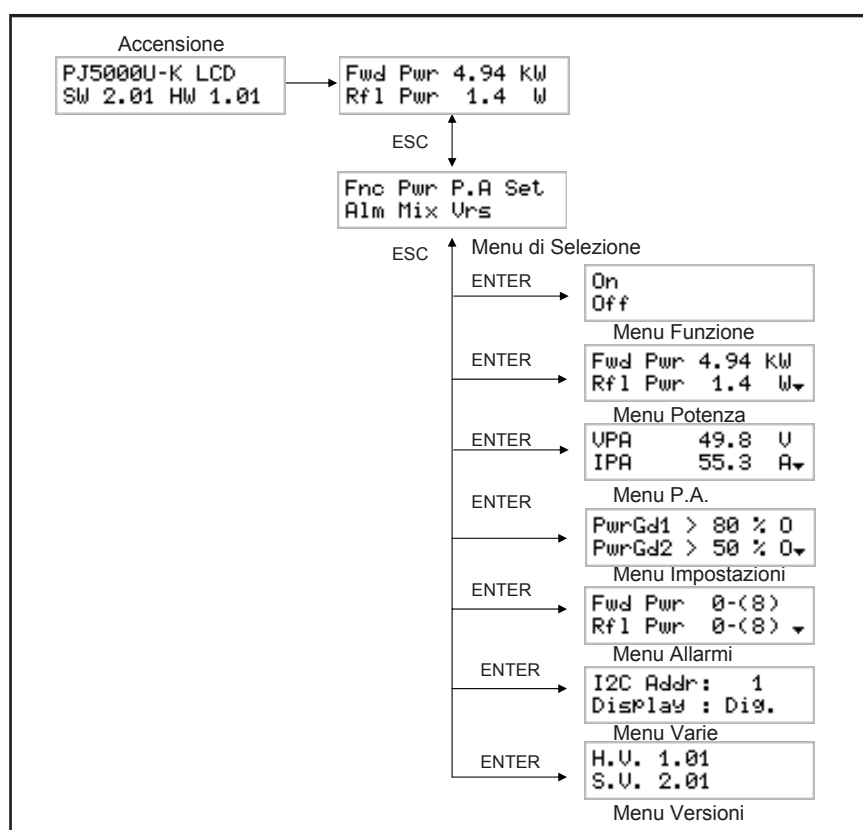 Accensione
PJ5000U-K LCD
SW 2.01 HW 1.01
Fwd Pwr 4.94 KW
Rfl Pwr 1.4 W
ESC
Fnc Pwr P.A Set
Alm Mix Vrs
ESC
Menu di Selezione
ENTER
On
Off
Menu Funzione
ENTER
Fwd Pwr 4.94 KW
Rfl Pwr 1.4 W
Menu Potenza
ENTER
VPA 49.8 V
IPA 55.3 A
Menu P.A.
ENTER
PwrGd1 > 80 % O
PwrGd2 > 50 % O
Menu Impostazioni
ENTER
Fwd Pwr 0-(8)
Rfl Pwr 0-(8)
Menu Allarmi
ENTER
I2C Addr: 1
Display : Dig.
Menu Varie
ENTER
H.V. 1.01
S.V. 2.01
Menu Versioni